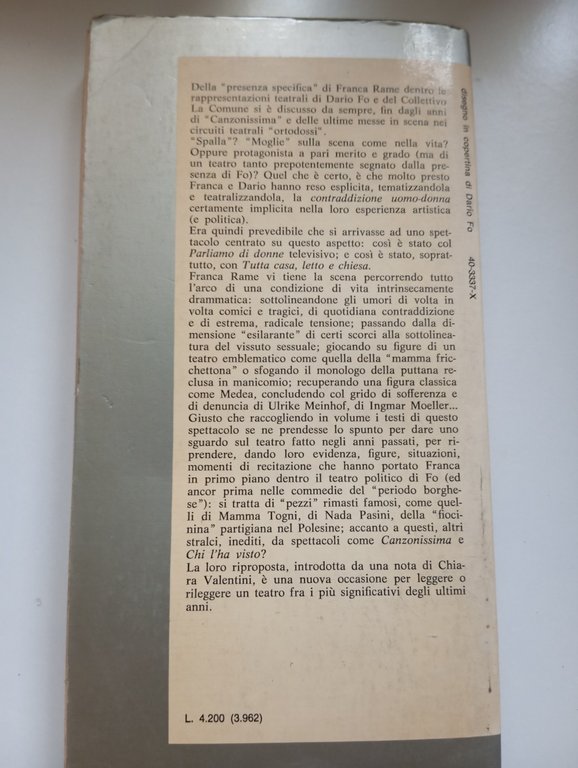 Della "presenza specifica" di Franca Rame dentro le
rappresentazioni teatrali di Dario Fo e del Collettivo
La Comune si è discusso da sempre, fin dagli anni
di "Canzonissima" e delle ultime messe in scena nei
circuiti teatrali "ortodossi".
"Spalla"? "Moglie" sulla scena come nella vita?
Oppure protagonista a pari merito e grado (ma di
un teatro tanto prepotentemente segnato dalla pre-
senza di Fo)? Quel che è certo, è che molto presto
Franca e Dario hanno reso esplicita, tematizzandola
e teatralizzandola, la contraddizione uomo-donna
certamente implicita nella loro esperienza artistica
(e politica).
Era quindi prevedibile che si arrivasse ad uno spet-
tacolo centrato su questo aspetto: così è stato col
Parliamo di donne televisivo; e così è stato, soprat-
tutto, con Tutta casa, letto e chiesa.
Franca Rame vi tiene la scena percorrendo tutto
l'arco di una condizione di vita intrinsecamente
drammatica: sottolineandone gli umori di volta in
volta comici e tragici, di quotidiana contraddizione
e di estrema, radicale tensione; passando dalla di-
mensione "esilarante" di certi scorci alla sottolinea-
tura del vissuto sessuale; giocando su figure di un
teatro emblematico come quella della "mamma fric-
chettona" o sfogando il monologo della puttana re-
clusa in manicomio; recuperando una figura classica
come Medea, concludendo col grido di sofferenza e
di denuncia di Ulrike Meinhof, di Ingmar Moeller...
Giusto che raccogliendo in volume i testi di questo
spettacolo se ne prendesse lo spunto per dare uno
sguardo sul teatro fatto negli anni passati, per ri-
prendere, dando loro evidenza, figure, situazioni,
momenti di recitazione che hanno portato Franca
in primo piano dentro il teatro politico di Fo (ed
ancor prima nelle commedie del "periodo borghe-
se"): si tratta di "pezzi" rimasti famosi, come quel-
li di Mamma Togni, di Nada Pasini, della "fioci-
nina" partigiana nel Polesine; accanto a questi, altri
stralci, inediti, da spettacoli come Canzonissima e
Chi l'ha visto?
La loro riproposta, introdotta da una nota di Chia-
ra Valentini, è una nuova occasione per leggere o
rileggere un teatro fra i più significativi degli ultimi
anni.
L. 4.200 (3.962)
disegno in copertina di Dario Fo
40-3337-X